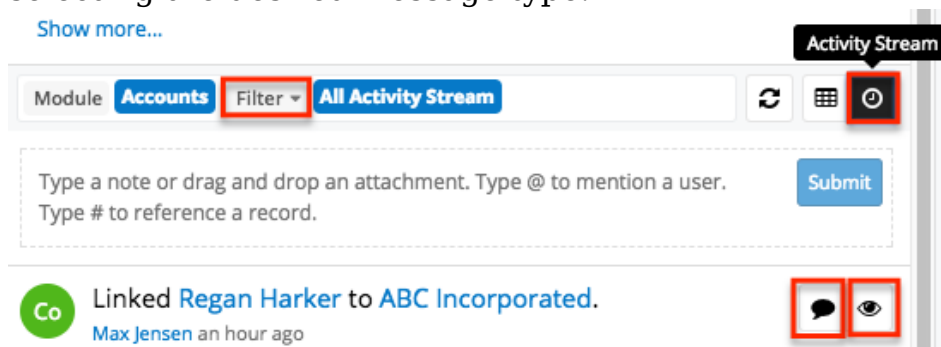 Show more...
Activity Stream
Module Accounts Filter All Activity Stream
Type a note or drag and drop an attachment. Type @ to mention a user.
Submit
Type # to reference a record.
Co
Linked Regan Harker to ABC Incorporated.
Max Jensen an hour ago